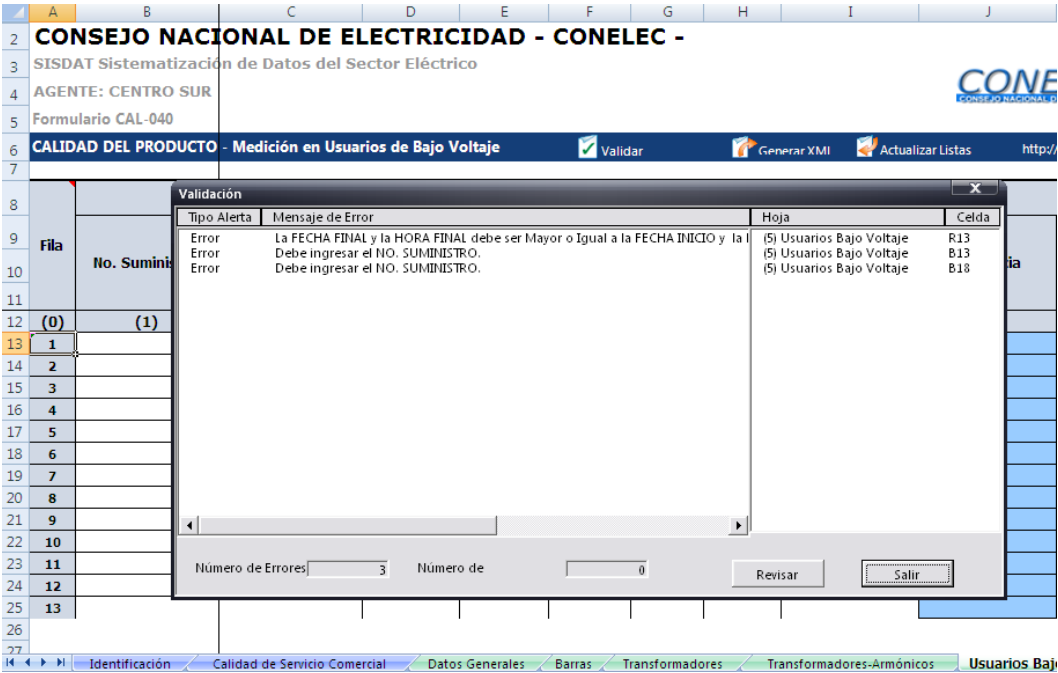 A B C D E F G H I J
2 CONSEJO NACIONAL DE ELECTRICIDAD - CONELEC -
3 SISDAT Sistematización de Datos del Sector Eléctrico
CONE
4 AGENTE: CENTRO SUR
CONSEJO NACIONAL D
5 Formulario CAL-040
6 CALIDAD DEL PRODUCTO - Medición en Usuarios de Bajo Voltaje Validar Generar XML Actualizar Listas http:/
7
8
Validación X
Tipo Alerta Mensaje de Error Hoja Celda
Error La FECHA FINAL y la HORA FINAL debe ser Mayor o Igual a la FECHA INICIO y la (5) Usuarios Bajo Voltaje R13
Error Debe ingresar el NO. SUMINISTRO. (5) Usuarios Bajo Voltaje B13
Error Debe ingresar el NO. SUMINISTRO. (5) Usuarios Bajo Voltaje B18
9 Fila
10 No. Suminis ia
11
12 (0) (1)
13 1
14 2
15 3
16 4
17 5
18 6
19 7
20 8
21 9
22 10
23 11
24 12
25 13
26
27
Número de Errores 3 Número de 0 Revisar Salir
Identificación Calidad de Servicio Comercial Datos Generales Barras Transformadores Transformadores-Armónicos Usuarios Baj